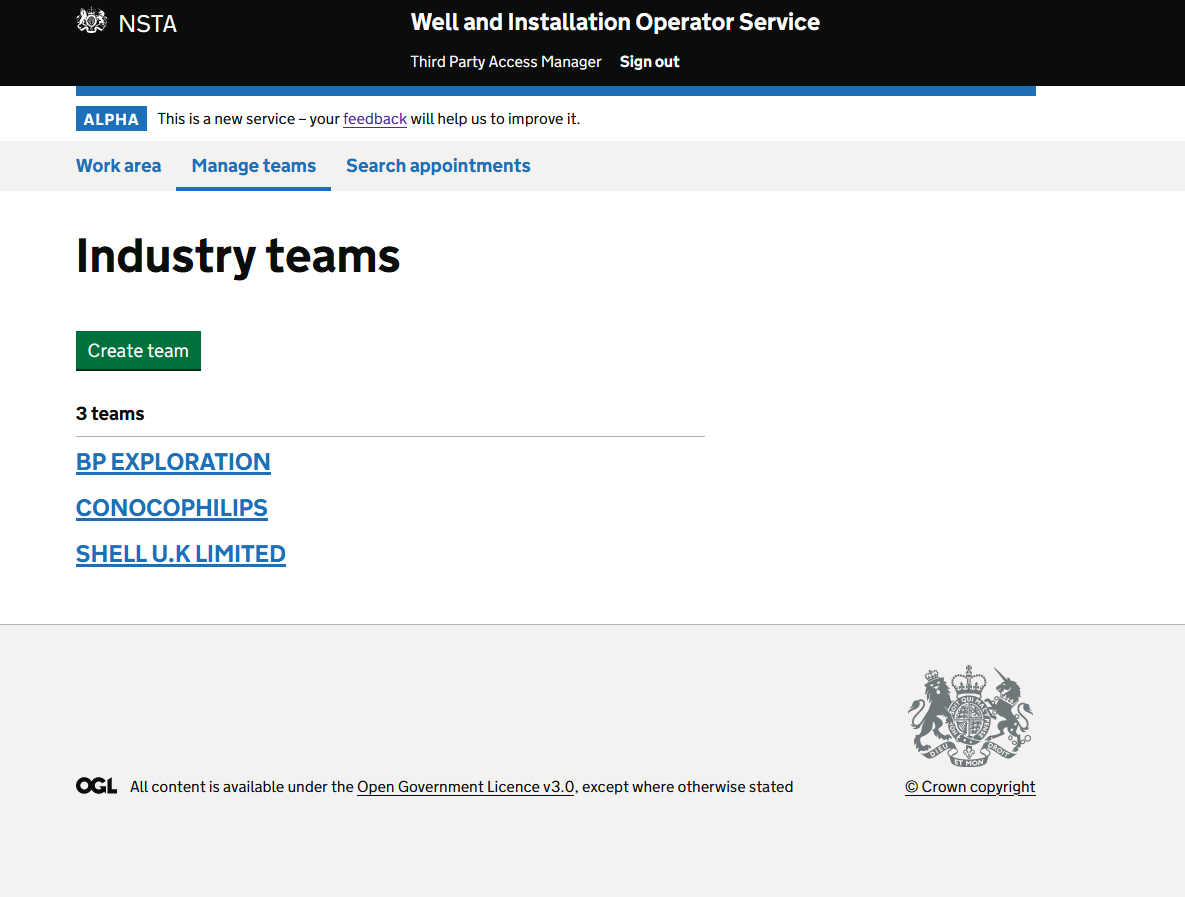 NSTA
Well and Installation Operator Service
Third Party Access Manager Sign out
ALPHA This is a new service – your feedback will help us to improve it.
Work area Manage teams Search appointments
Industry teams
Create team
3 teams
BP EXPLORATION
CONOCOPHILIPS
SHELL U.K LIMITED
DIEU ET MON DROIT
OGL All content is available under the Open Government Licence v3.0, except where otherwise stated
© Crown copyright